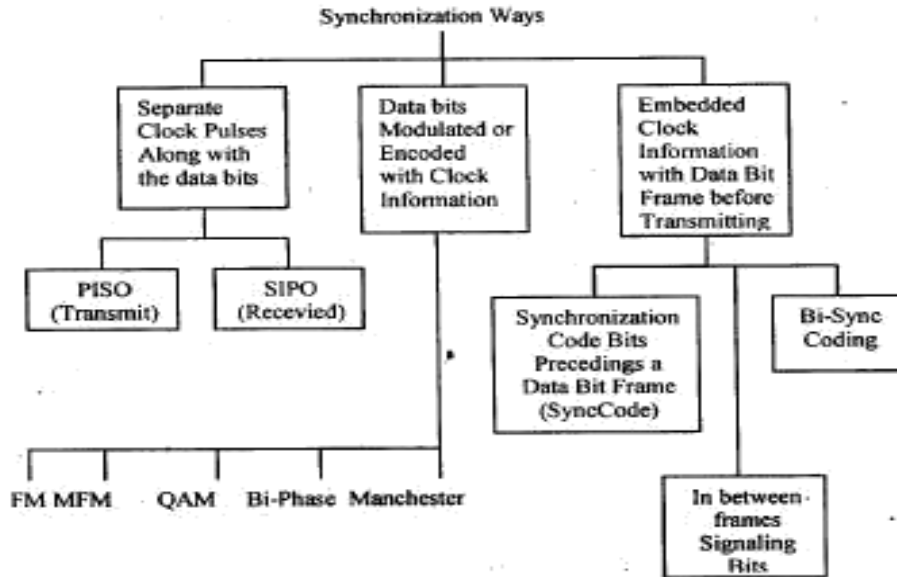 Synchronization Ways
Separate
Clock Pulses
Along with
the data bits
Data bits
Modulated or
Encoded
with Clock
Information
Embedded
Clock
Information
with Data Bit
Frame before
Transmitting
PISO
(Transmit)
SIPO
(Recevied)
Synchronization
Code Bits
Precedings a
Data Bit Frame
(SyncCode)
Bi-Sync
Coding
FM MFM QAM Bi-Phase Manchester
In between
frames
Signaling
Bits